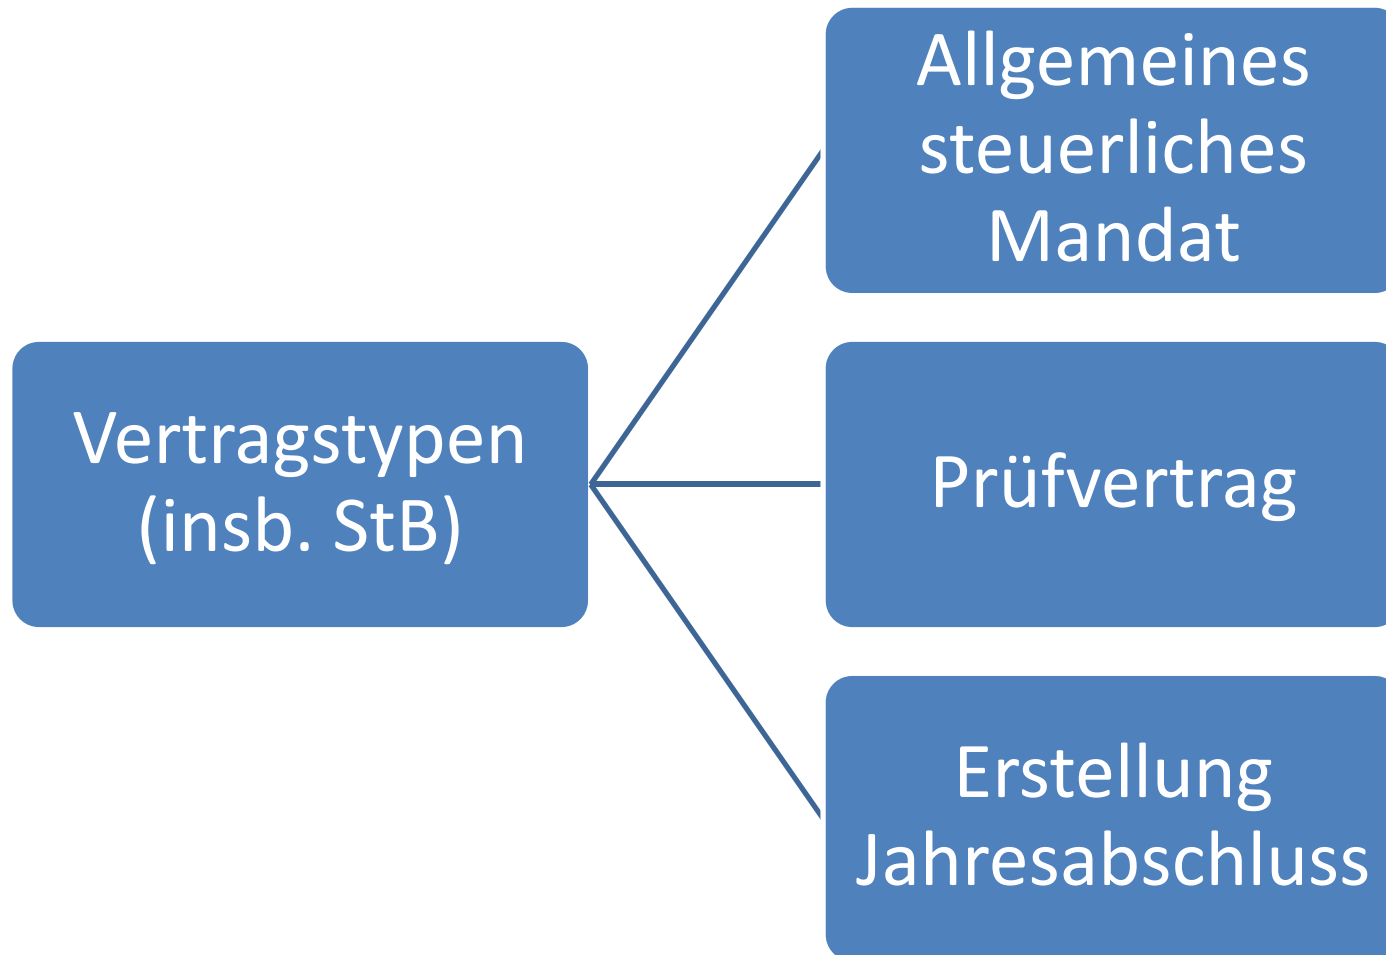 Allgemeines
steuerliches
Mandat
Vertragstypen
(insb. StB)
Prüfvertrag
Erstellung
Jahresabschluss